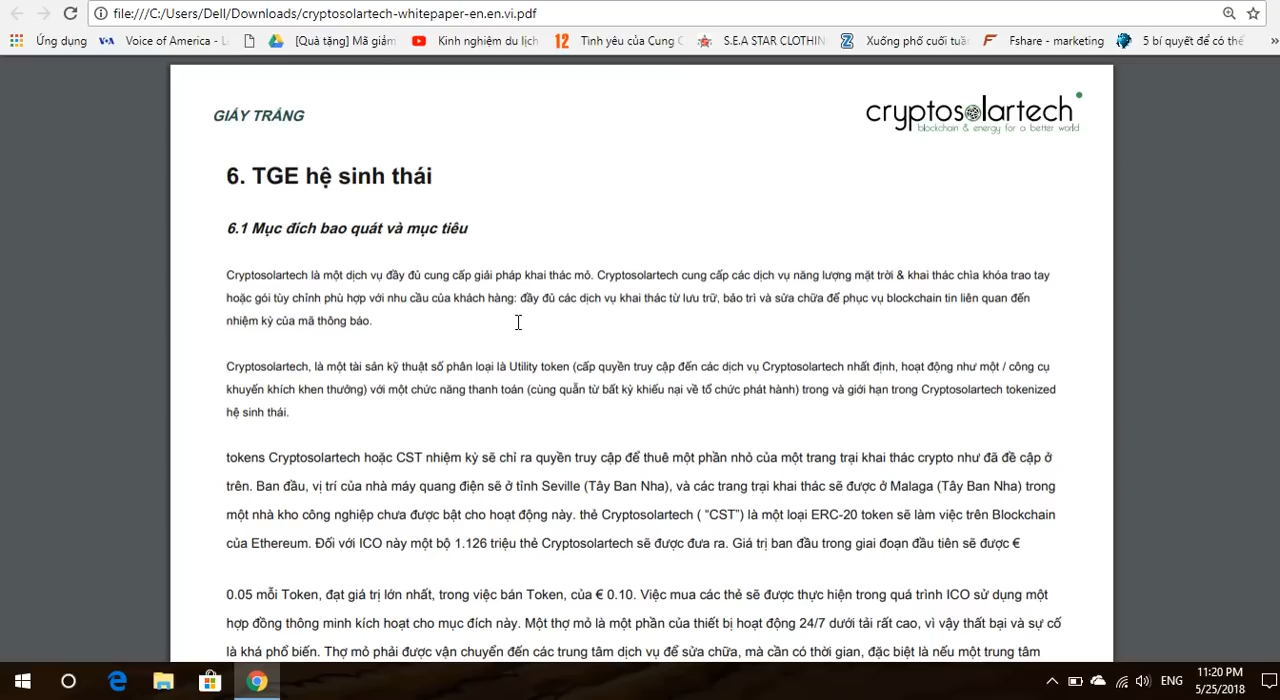 file:///C:/Users/Dell/Downloads/cryptosolartech-whitepaper-en.en.vi.pdf
Ứng dụng VOA Voice of America - L [Quà tặng] Mã giảm Kinh nghiệm du lịch 12 Tinh yêu của Cung C S.E.A STAR CLOTHIN Z Xuống phố cuối tuần F Fshare - marketing 5 bí quyết để có thể »
GIẤY TRẮNG
cryptosolartech
blockchain & energy for a better world
6. TGE hệ sinh thái
6.1 Mục đích bao quát và mục tiêu
Cryptosolartech là một dịch vụ đầy đủ cung cấp giải pháp khai thác mỏ. Cryptosolartech cung cấp các dịch vụ năng lượng mặt trời & khai thác chìa khóa trao tay
hoặc gói tùy chỉnh phù hợp với nhu cầu của khách hàng: đầy đủ các dịch vụ khai thác từ lưu trữ, bảo trì và sửa chữa để phục vụ blockchain tin liên quan đến
nhiệm kỳ của mã thông báo.
Cryptosolartech, là một tài sản kỹ thuật số phân loại là Utility token (cấp quyền truy cập đến các dịch vụ Cryptosolartech nhất định, hoạt động như một / công cụ
khuyến khích khen thưởng) với một chức năng thanh toán (cùng quẫn từ bất kỳ khiếu nại về tổ chức phát hành) trong và giới hạn trong Cryptosolartech tokenized
hệ sinh thái.
tokens Cryptosolartech hoặc CST nhiệm kỳ sẽ chỉ ra quyền truy cập để thuê một phần nhỏ của một trang trại khai thác crypto như đã đề cập ở
trên. Ban đầu, vị trí của nhà máy quang điện sẽ ở tỉnh Seville (Tây Ban Nha), và các trang trại khai thác sẽ được ở Malaga (Tây Ban Nha) trong
một nhà kho công nghiệp chưa được bật cho hoạt động này. thẻ Cryptosolartech ( "CST") là một loại ERC-20 token sẽ làm việc trên Blockchain
của Ethereum. Đối với ICO này một bộ 1.126 triệu thẻ Cryptosolartech sẽ được đưa ra. Giá trị ban đầu trong giai đoạn đầu tiên sẽ được €
0.05 mỗi Token, đạt giá trị lớn nhất, trong việc bán Token, của € 0.10. Việc mua các thẻ sẽ được thực hiện trong quá trình ICO sử dụng một
hợp đồng thông minh kích hoạt cho mục đích này. Một thợ mỏ là một phần của thiết bị hoạt động 24/7 dưới tải rất cao, vì vậy thất bại và sự cố
là khá phổ biến. Thợ mỏ phải được vận chuyển đến các trung tâm dịch vụ để sửa chữa, mà cần có thời gian, đặc biệt là nếu một trung tâm
ENG
11:20 PM
5/25/2018